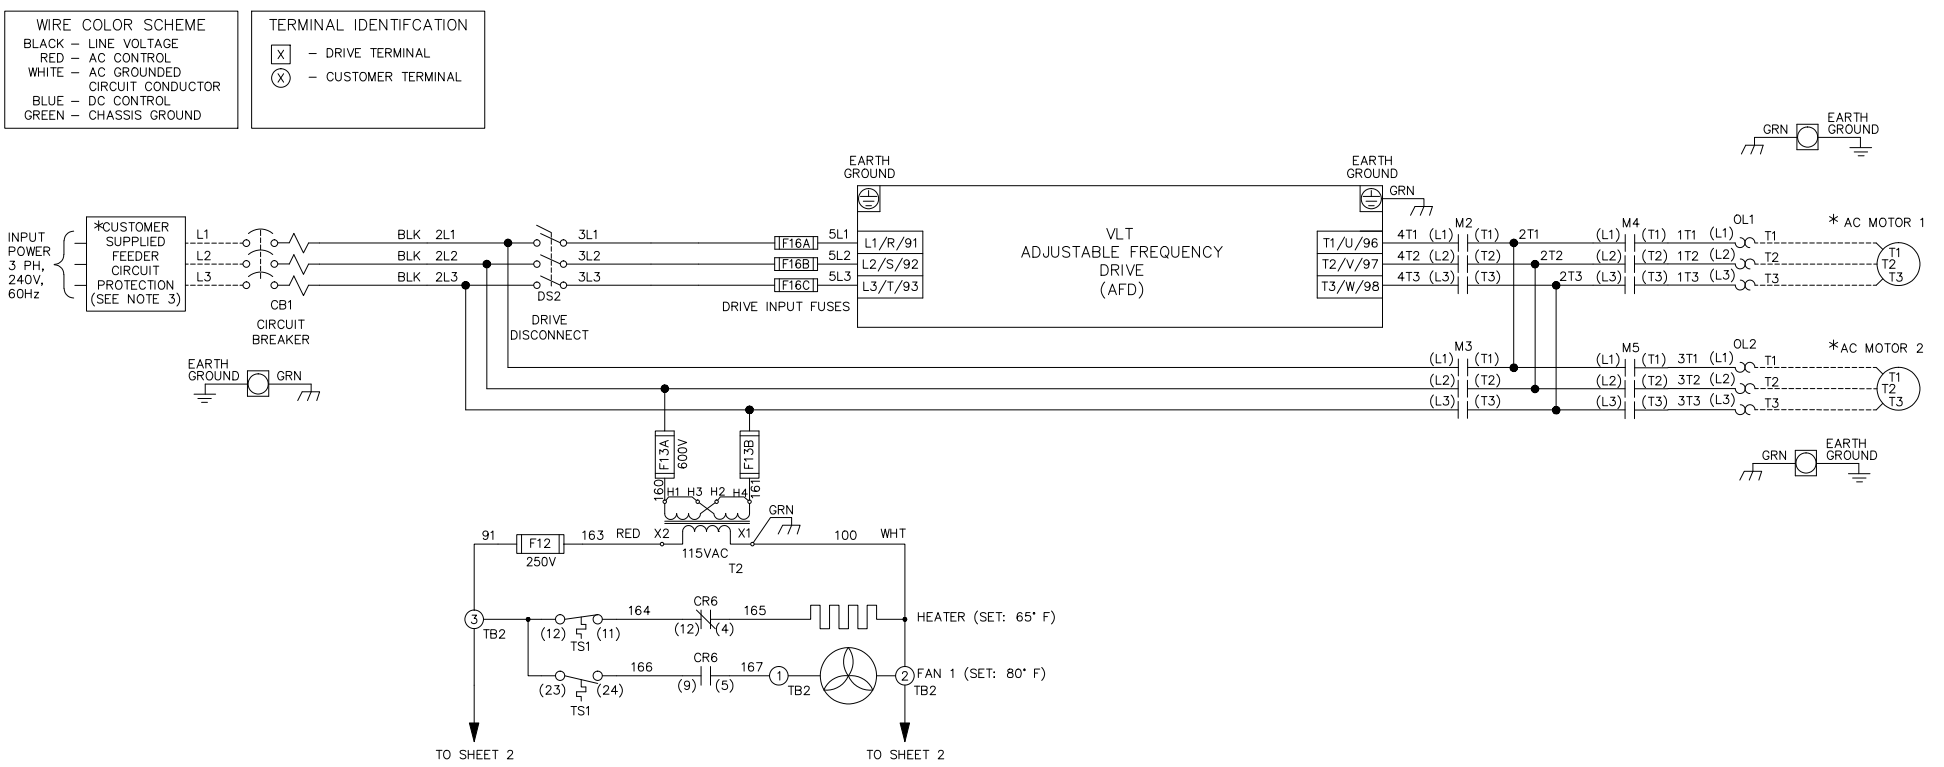 WIRE COLOR SCHEME
BLACK – LINE VOLTAGE
RED – AC CONTROL
WHITE – AC GROUNDED
CIRCUIT CONDUCTOR
BLUE – DC CONTROL
GREEN – CHASSIS GROUND
TERMINAL IDENTIFCATION
X – DRIVE TERMINAL
X – CUSTOMER TERMINAL
GRN
EARTH
GROUND
EARTH
GROUND
EARTH
GROUND
GRN
INPUT
POWER
3 PH,
240V,
60Hz
*CUSTOMER
SUPPLIED
FEEDER
CIRCUIT
PROTECTION
(SEE NOTE 3)
L1 BLK 2L1 3L1 F16A 5L1 L1/R/91
L2 BLK 2L2 3L2 F16B 5L2 L2/S/92
L3 BLK 2L3 3L3 F16C 5L3 L3/T/93
CB1
CIRCUIT
BREAKER
DS2
DRIVE
DISCONNECT
DRIVE INPUT FUSES
VLT
ADJUSTABLE FREQUENCY
DRIVE
(AFD)
M2 M4 OL1 * AC MOTOR 1
T1/U/96 4T1 (L1) (T1) 2T1 (L1) (T1) 1T1 (L1) T1 T1
T2/V/97 4T2 (L2) (T2) 2T2 (L2) (T2) 1T2 (L2) T2 T2
T3/W/98 4T3 (L3) (T3) 2T3 (L3) (T3) 1T3 (L3) T3 T3
EARTH
GROUND GRN
M3 M5 OL2 *AC MOTOR 2
(L1) (T1) (L1) (T1) 3T1 (L1) T1 T1
(L2) (T2) (L2) (T2) 3T2 (L2) T2 T2
(L3) (T3) (L3) (T3) 3T3 (L3) T3 T3
GRN
EARTH
GROUND
F13A
600V
F13B
160
161
H1 H3 H2 H4
GRN
91 F12 163 RED X2 X1 100 WHT
250V
115VAC
T2
3
TB2
(12) (11)
TS1
164
CR6
(12) (4)
165
HEATER (SET: 65° F)
(23) (24)
TS1
166
CR6
(9) (5)
167
1
TB2
2
TB2
FAN 1 (SET: 80° F)
TO SHEET 2
TO SHEET 2